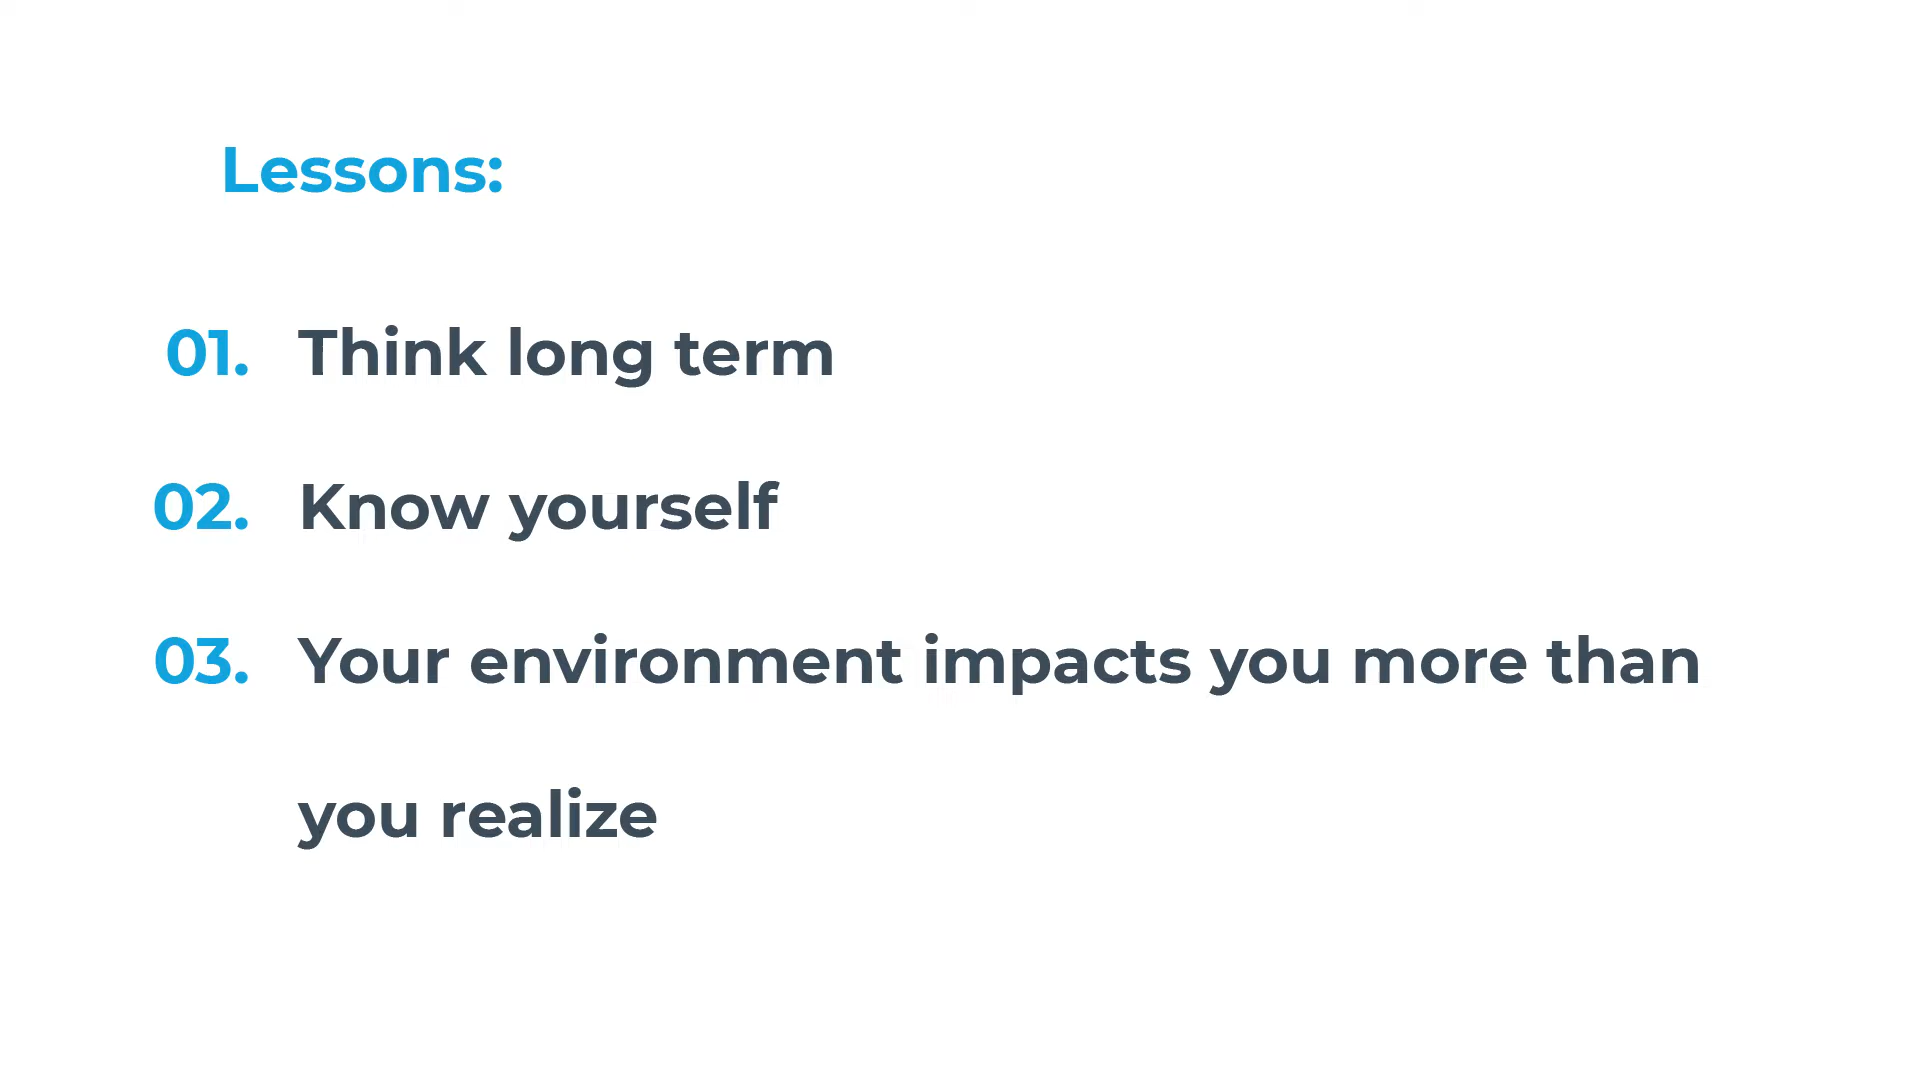 Lessons:
01. Think long term
02. Know yourself
03. Your environment impacts you more than
you realize